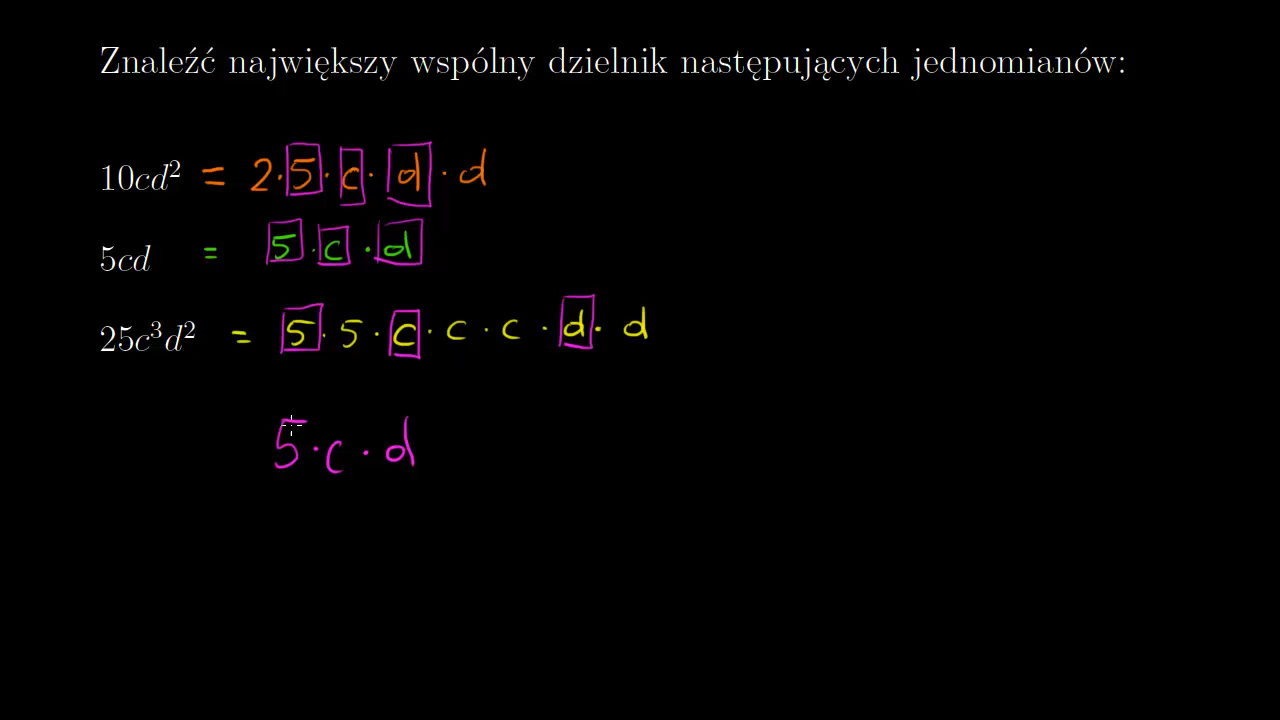 Znaleźć największy wspólny dzielnik następujących jednomianów:
10cd² = 2·5·c·d·d
5cd = 5·c·d
25c³d² = 5·5·c·c·c·d·d
5·c·d